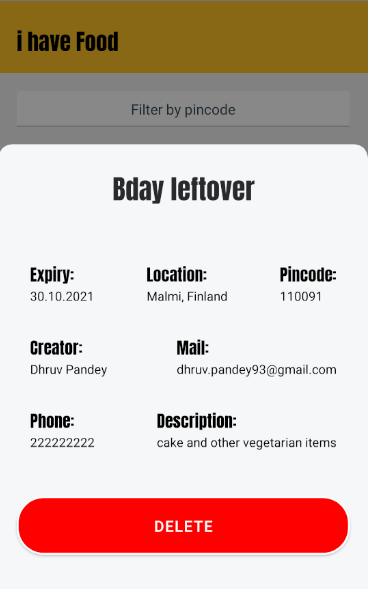 i have Food
Filter by pincode
Bday leftover
Expiry: Location: Pincode:
30.10.2021 Malmi, Finland 110091
Creator: Mail:
Dhruv Pandey dhruv.pandey93@gmail.com
Phone: Description:
222222222 cake and other vegetarian items
DELETE